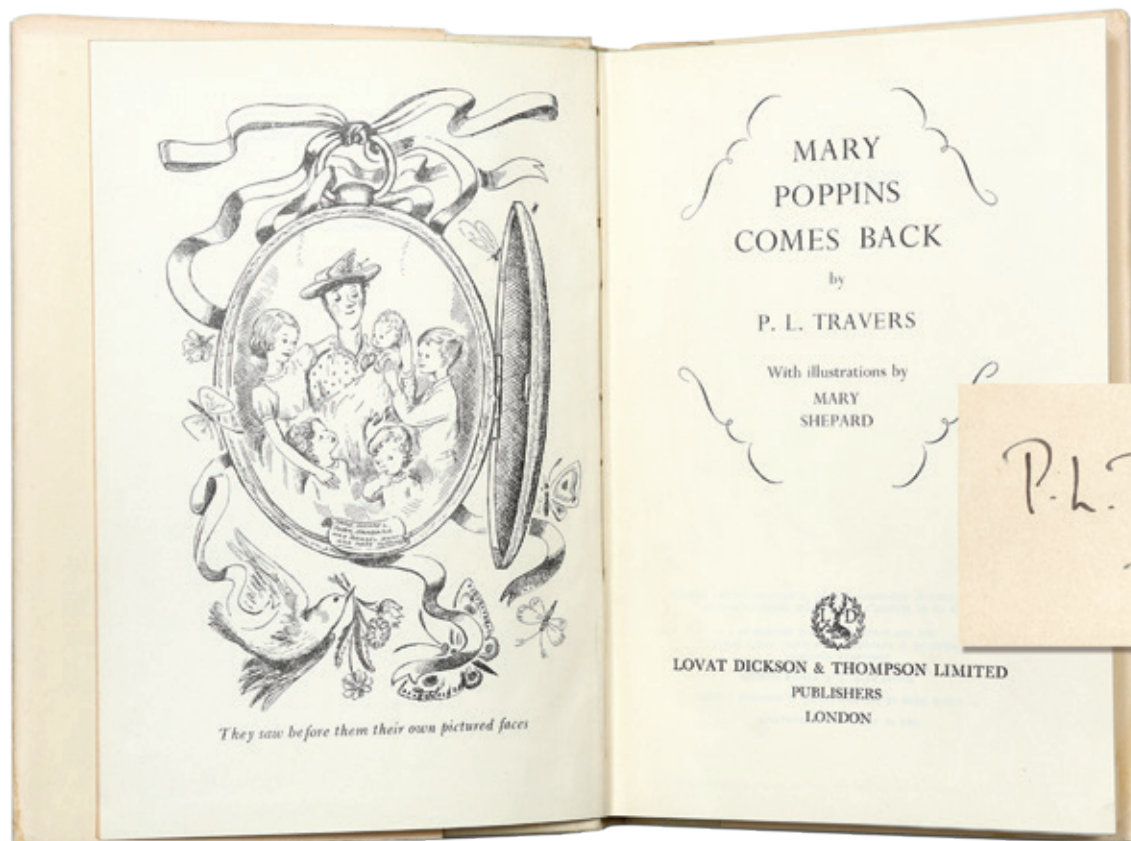 They saw before them their own pictured faces
MARY
POPPINS
COMES BACK
by
P. L. TRAVERS
With illustrations by
MARY
SHEPARD
L D
LOVAT DICKSON & THOMPSON LIMITED
PUBLISHERS
LONDON
P. L.